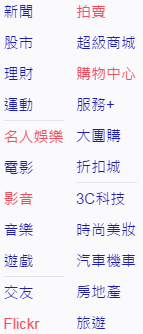 新聞 拍賣
股市 超級商城
理財 購物中心
運動 服務+
名人娛樂 大團購
電影 折扣城
影音 3C科技
音樂 時尚美妝
遊戲 汽車機車
交友 房地產
Flickr 旅遊